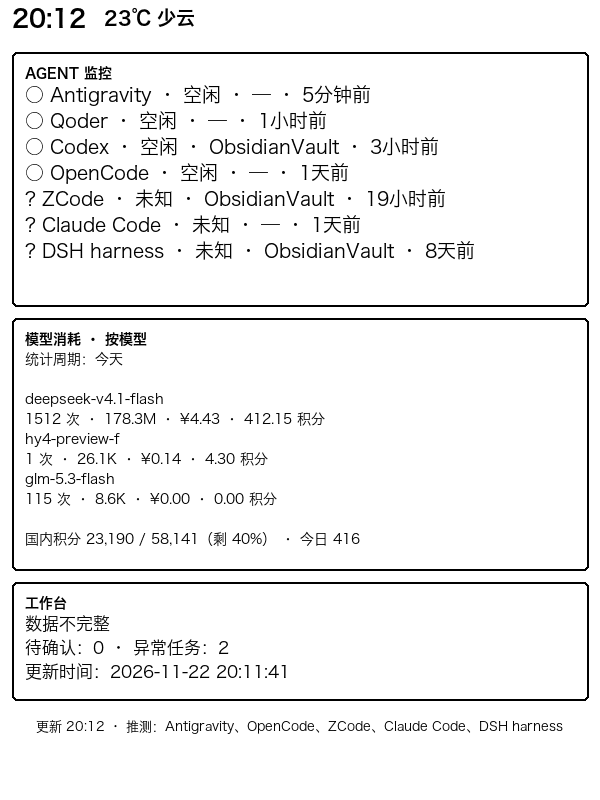 20:12 23℃ 少云
AGENT 监控
○ Antigravity · 空闲 · — · 5分钟前
○ Qoder · 空闲 · — · 1小时前
○ Codex · 空闲 · ObsidianVault · 3小时前
○ OpenCode · 空闲 · — · 1天前
? ZCode · 未知 · ObsidianVault · 19小时前
? Claude Code · 未知 · — · 1天前
? DSH harness · 未知 · ObsidianVault · 8天前
模型消耗 · 按模型
统计周期：今天
deepseek-v4.1-flash
1512 次 · 178.3M · ¥4.43 · 412.15 积分
hy4-preview-f
1 次 · 26.1K · ¥0.14 · 4.30 积分
glm-5.3-flash
115 次 · 8.6K · ¥0.00 · 0.00 积分
国内积分 23,190 / 58,141（剩 40%） · 今日 416
工作台
数据不完整
待确认：0 · 异常任务：2
更新时间：2026-11-22 20:11:41
更新 20:12 · 推测：Antigravity、OpenCode、ZCode、Claude Code、DSH harness